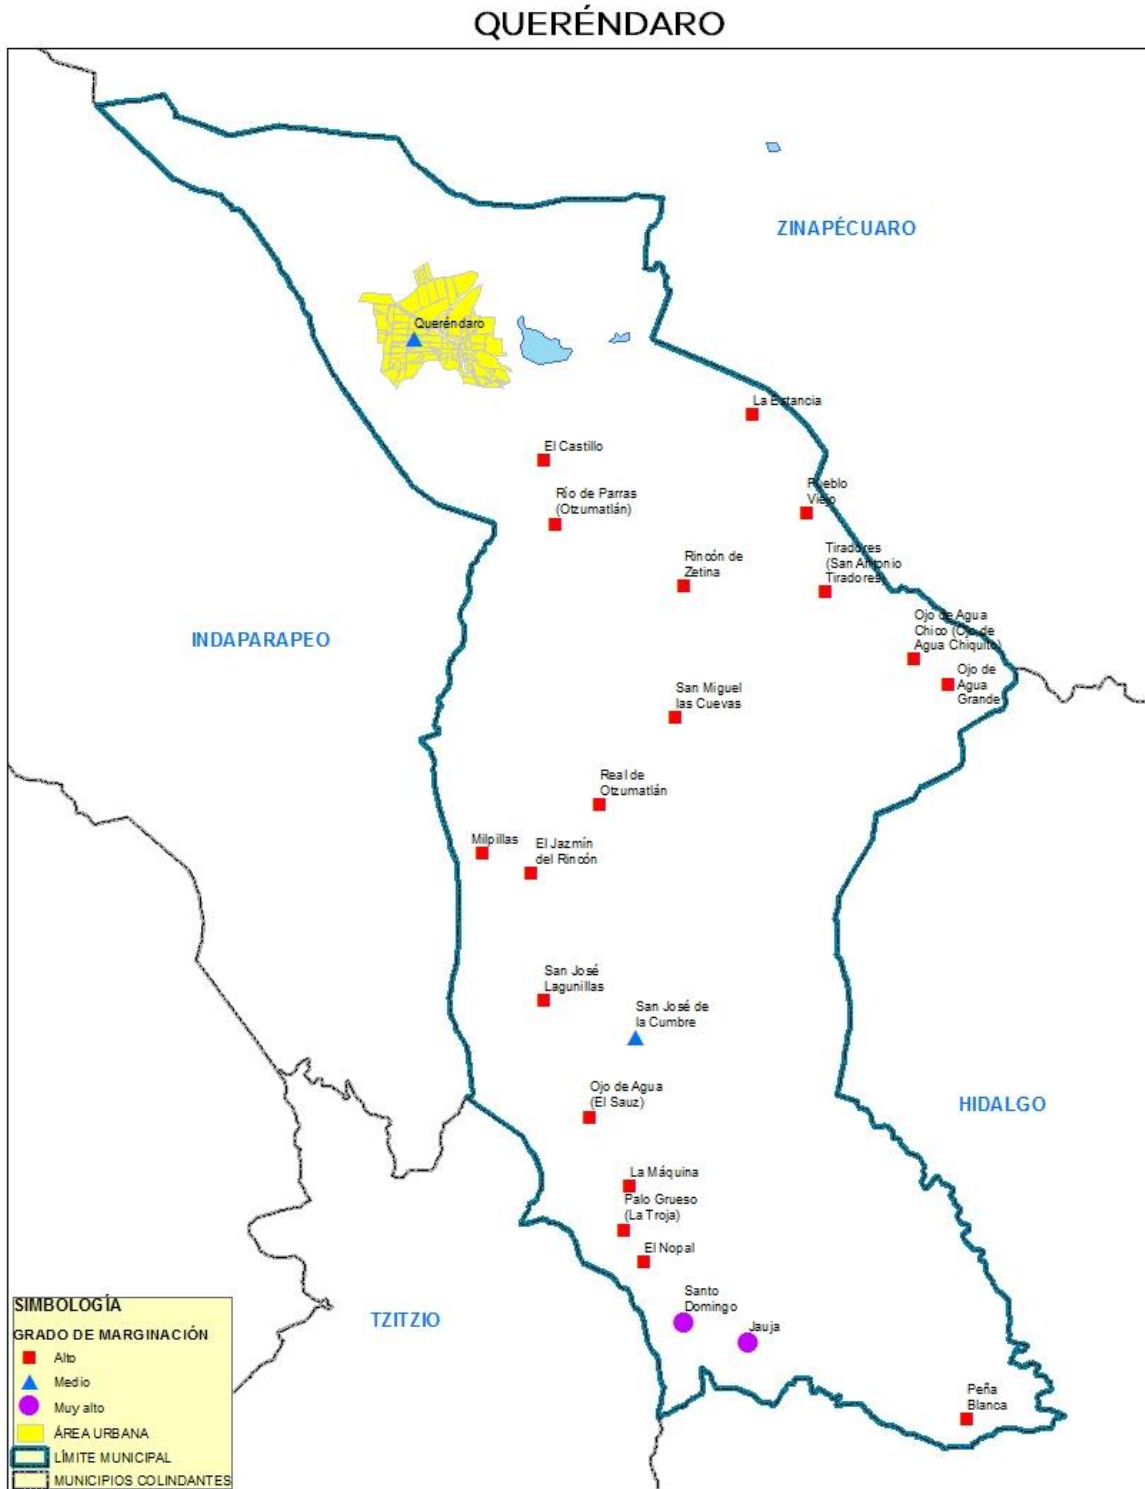 QUERÉNDARO
ZINAPÉCUARO
Queréndaro
La Estancia
El Castillo
Río de Parras
(Otzumatlán)
Pueblo
Viejo
Rincón de
Zetina
Tiradores
(San Antonio
Tiradores)
Ojo de Agua
Chico (Ojo de
Agua Chiquito)
INDAPARAPEO
Ojo de
Agua
Grande
San Miguel
las Cuevas
Real de
Otzumatlán
Milpillas
El Jazmín
del Rincón
San José
Lagunillas
San José de
la Cumbre
Ojo de Agua
(El Sauz)
HIDALGO
La Máquina
Palo Grueso
(La Troja)
El Nopal
Santo
Domingo
Jauja
TZITZIO
Peña
Blanca
SIMBOLOGÍA
GRADO DE MARGINACIÓN
Alto
Medio
Muy alto
ÁREA URBANA
LÍMITE MUNICIPAL
MUNICIPIOS COLINDANTES